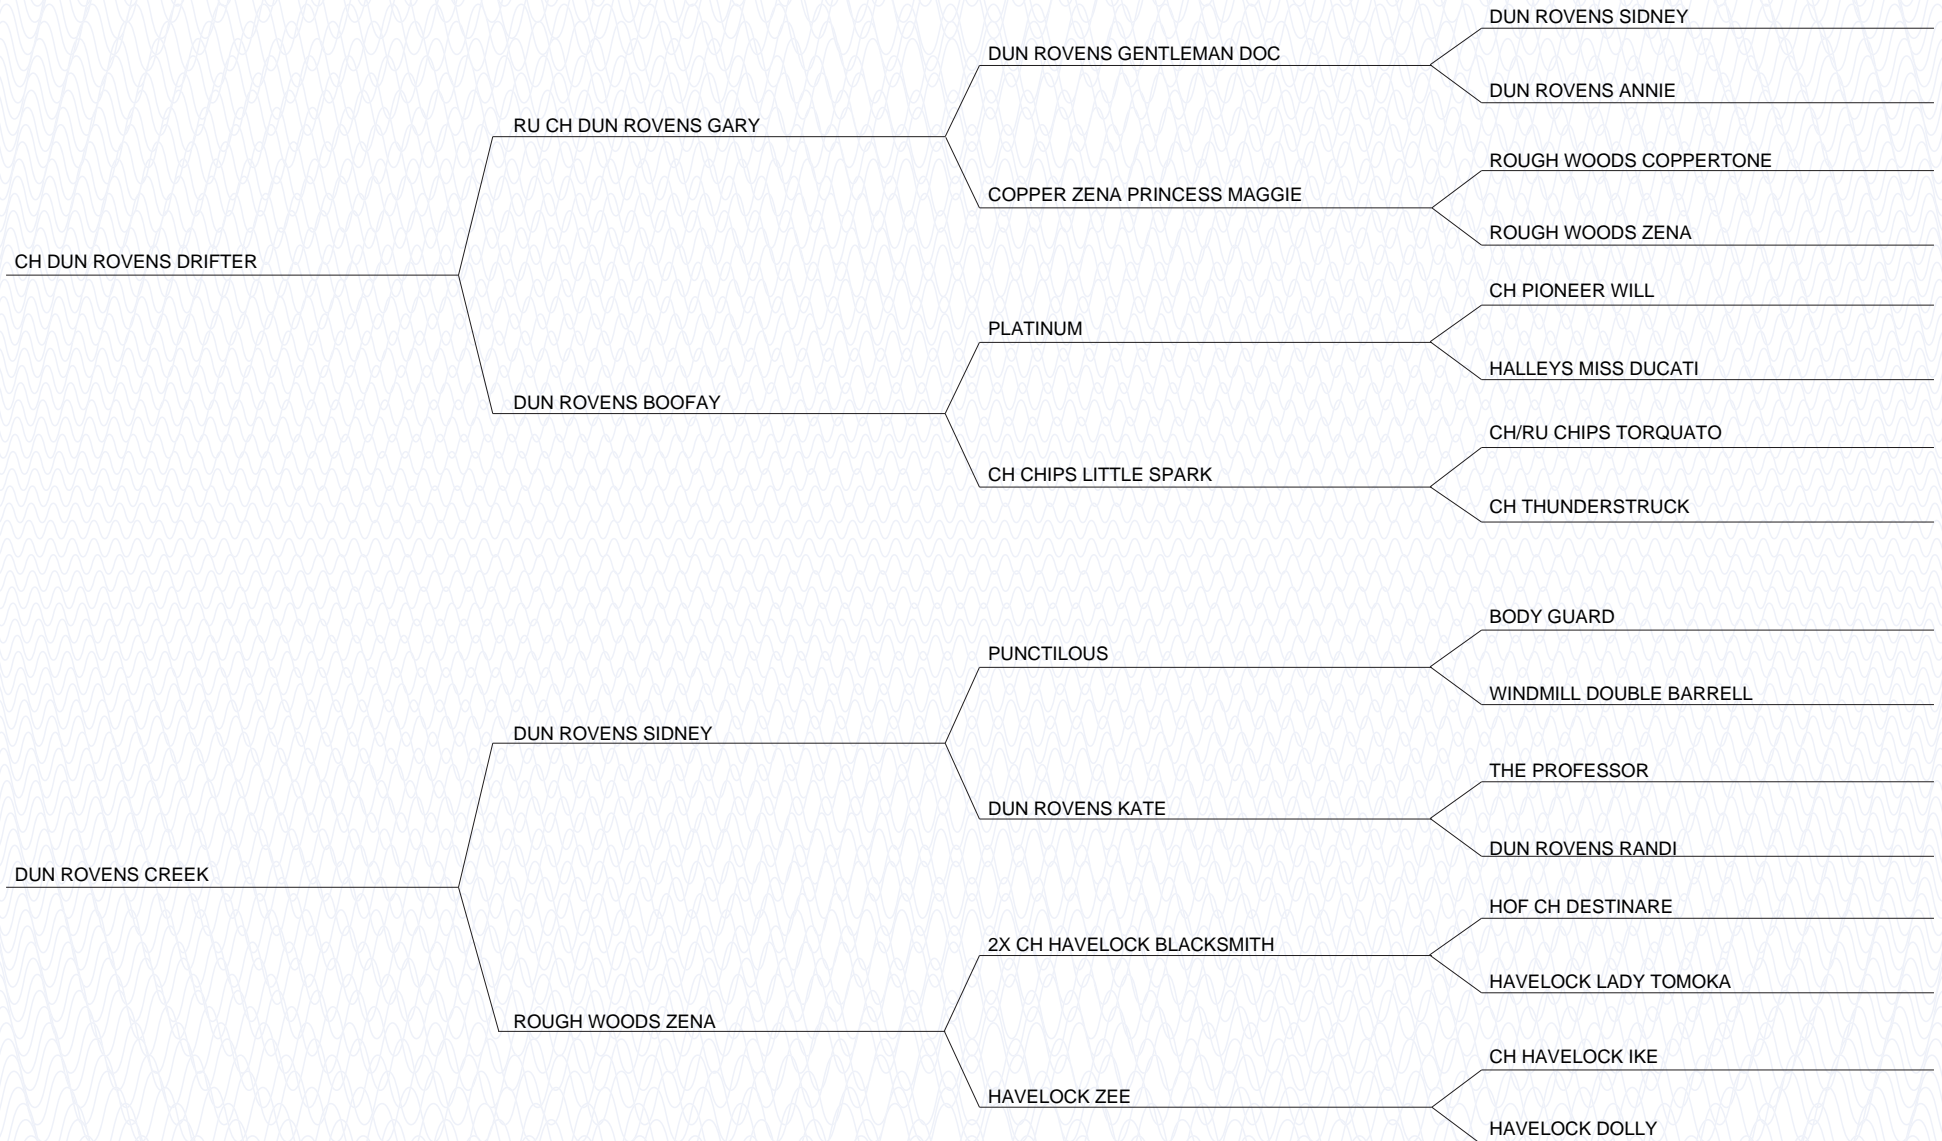 DUN ROVENS SIDNEY
DUN ROVENS GENTLEMAN DOC
DUN ROVENS ANNIE
RU CH DUN ROVENS GARY
ROUGH WOODS COPPERTONE
COPPER ZENA PRINCESS MAGGIE
ROUGH WOODS ZENA
CH DUN ROVENS DRIFTER
CH PIONEER WILL
PLATINUM
HALLEYS MISS DUCATI
DUN ROVENS BOOFAY
CH/RU CHIPS TORQUATO
CH CHIPS LITTLE SPARK
CH THUNDERSTRUCK
BODY GUARD
PUNCTILOUS
WINDMILL DOUBLE BARRELL
DUN ROVENS SIDNEY
THE PROFESSOR
DUN ROVENS KATE
DUN ROVENS RANDI
DUN ROVENS CREEK
HOF CH DESTINARE
2X CH HAVELOCK BLACKSMITH
HAVELOCK LADY TOMOKA
ROUGH WOODS ZENA
CH HAVELOCK IKE
HAVELOCK ZEE
HAVELOCK DOLLY